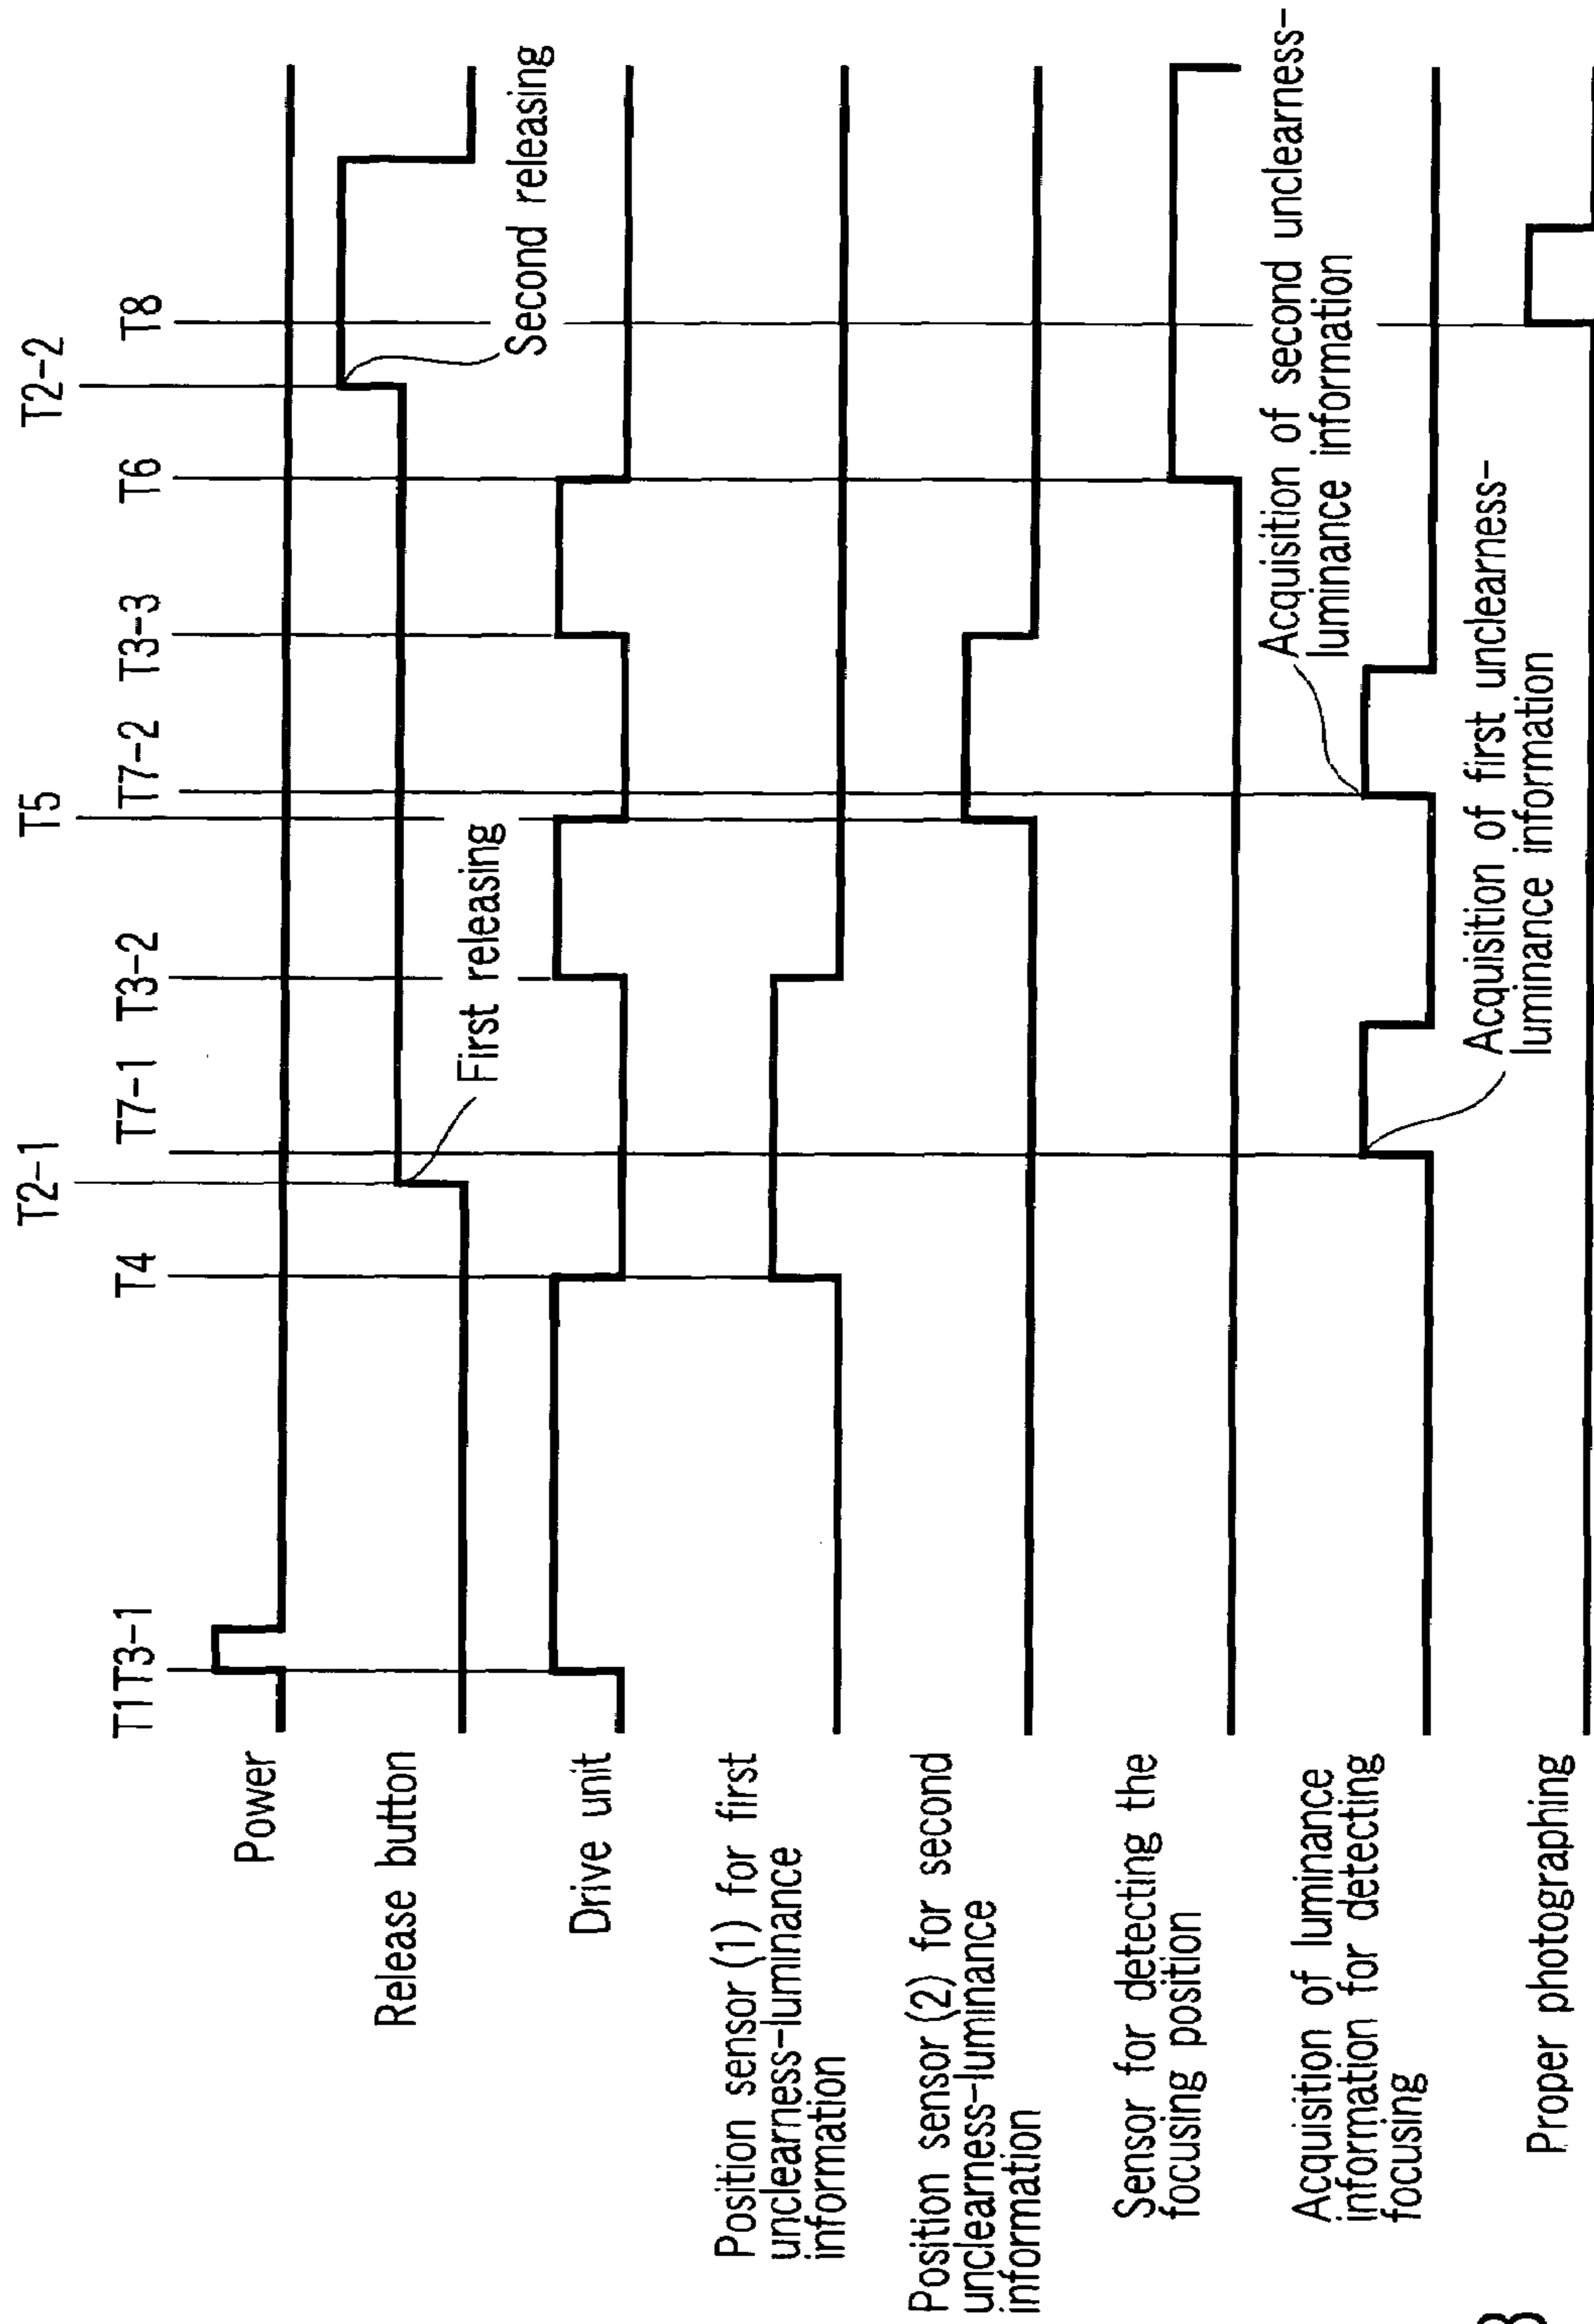 T2-1
T5
T2-2
T1 T3-1
T4
T7-1
T3-2
T7-2
T3-3
T6
T8
Power
Release button
First releasing
Second releasing
Drive unit
Position sensor (1) for first
unclearness-luminance
information
Position sensor (2) for second
unclearness-luminance
information
Sensor for detecting the
focusing position
Acquisition of second unclearness-
luminance information
Acquisition of luminance
information for detecting
focusing
Acquisition of first unclearness-
luminance information
Proper photographing